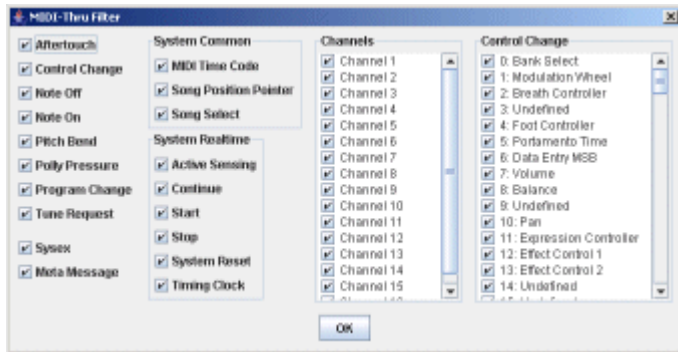 MIDI-Thru Filter
Aftertouch
Control Change
Note Off
Note On
Pitch Bend
Polly Pressure
Program Change
Tune Request
Sysex
Meta Message
System Common
MIDI Time Code
Song Position Pointer
Song Select
System Realtime
Active Sensing
Continue
Start
Stop
System Reset
Timing Clock
Channels
Channel 1
Channel 2
Channel 3
Channel 4
Channel 5
Channel 6
Channel 7
Channel 8
Channel 9
Channel 10
Channel 11
Channel 12
Channel 13
Channel 14
Channel 15
Control Change
0: Bank Select
1: Modulation Wheel
2: Breath Controller
3: Undefined
4: Foot Controller
5: Portamento Time
6: Data Entry MSB
7: Volume
8: Balance
9: Undefined
10: Pan
11: Expression Controller
12: Effect Control 1
13: Effect Control 2
14: Undefined
OK